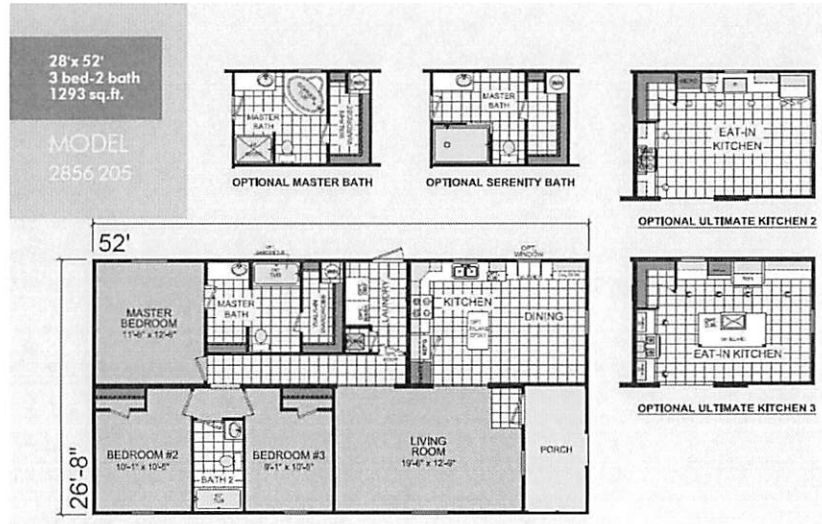 28'x 52'
3 bed-2 bath
1293 sq.ft.
MODEL
2856 205
MASTER
BATH
OPTIONAL MASTER BATH
MASTER
BATH
OPTIONAL SERENITY BATH
EAT-IN
KITCHEN
OPTIONAL ULTIMATE KITCHEN 2
EAT-IN KITCHEN
OPTIONAL ULTIMATE KITCHEN 3
52'
26'-8"
MASTER
BEDROOM
11'-6" x 12'-6"
MASTER
BATH
LAUNDRY
OPT.
WINDOW
KITCHEN
DINING
BEDROOM #2
10'-1" x 10'-5"
BATH 2
BEDROOM #3
9'-1" x 10'-5"
LIVING
ROOM
19'-6" x 12'-9"
PORCH